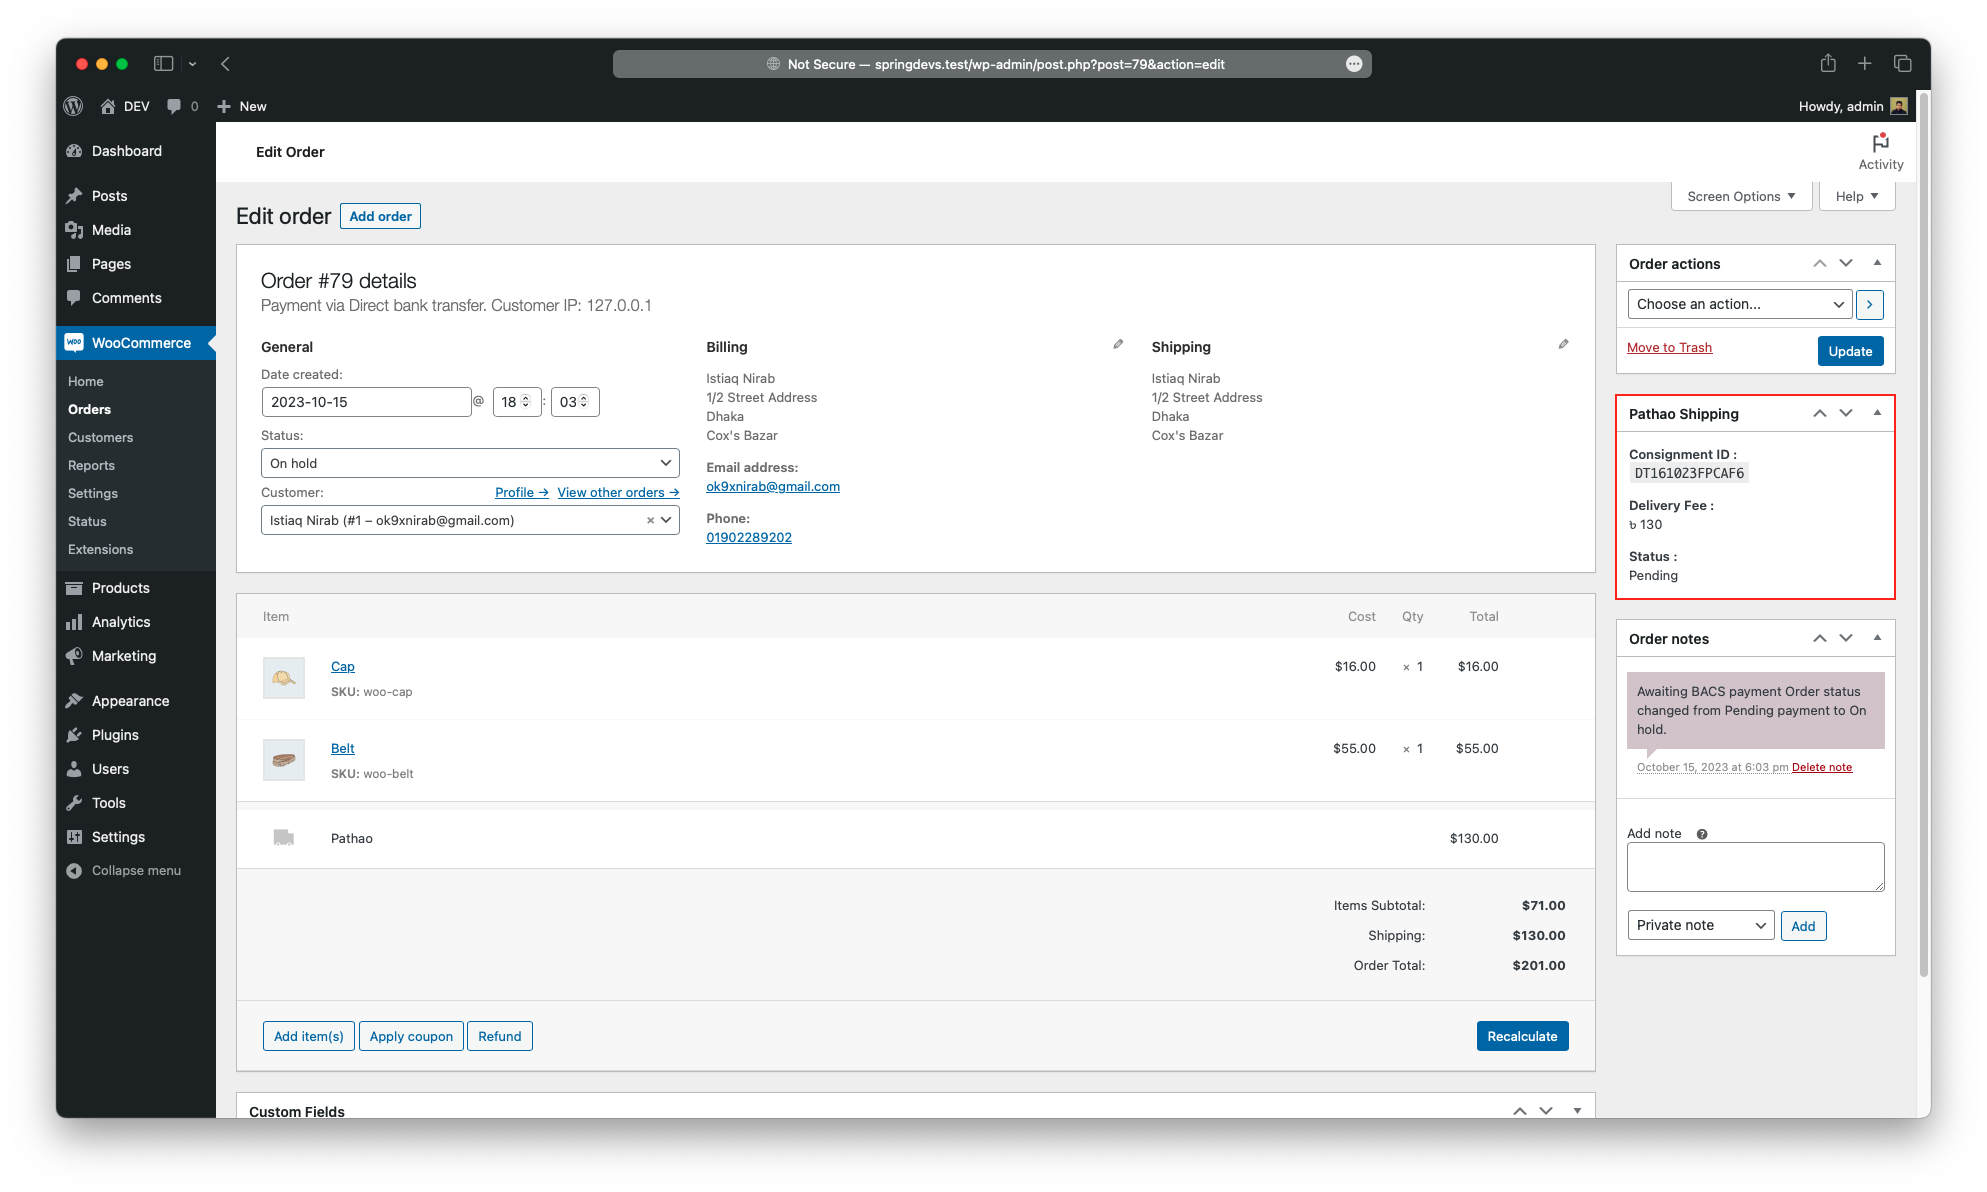 Not Secure — springdevs.test/wp-admin/post.php?post=79&action=edit
DEV
0
New
Howdy, admin
Dashboard
Posts
Media
Pages
Comments
WooCommerce
Home
Orders
Customers
Reports
Settings
Status
Extensions
Products
Analytics
Marketing
Appearance
Plugins
Users
Tools
Settings
Collapse menu
Edit Order
Activity
Screen Options
Help
Edit order
Add order
Order #79 details
Payment via Direct bank transfer. Customer IP: 127.0.0.1
General
Date created:
2023-10-15 @ 18 : 03
Status:
On hold
Customer: Profile → View other orders →
Istiaq Nirab (#1 – ok9xnirab@gmail.com) ×
Billing
Istiaq Nirab
1/2 Street Address
Dhaka
Cox's Bazar
Email address:
ok9xnirab@gmail.com
Phone:
01902289202
Shipping
Istiaq Nirab
1/2 Street Address
Dhaka
Cox's Bazar
Item Cost Qty Total
Cap $16.00 × 1 $16.00
SKU: woo-cap
Belt $55.00 × 1 $55.00
SKU: woo-belt
Pathao $130.00
Items Subtotal: $71.00
Shipping: $130.00
Order Total: $201.00
Add item(s) Apply coupon Refund Recalculate
Custom Fields
Order actions
Choose an action...
Move to Trash Update
Pathao Shipping
Consignment ID :
DT161023FPCAF6
Delivery Fee :
৳ 130
Status :
Pending
Order notes
Awaiting BACS payment Order status
changed from Pending payment to On
hold.
October 15, 2023 at 6:03 pm Delete note
Add note
Private note Add